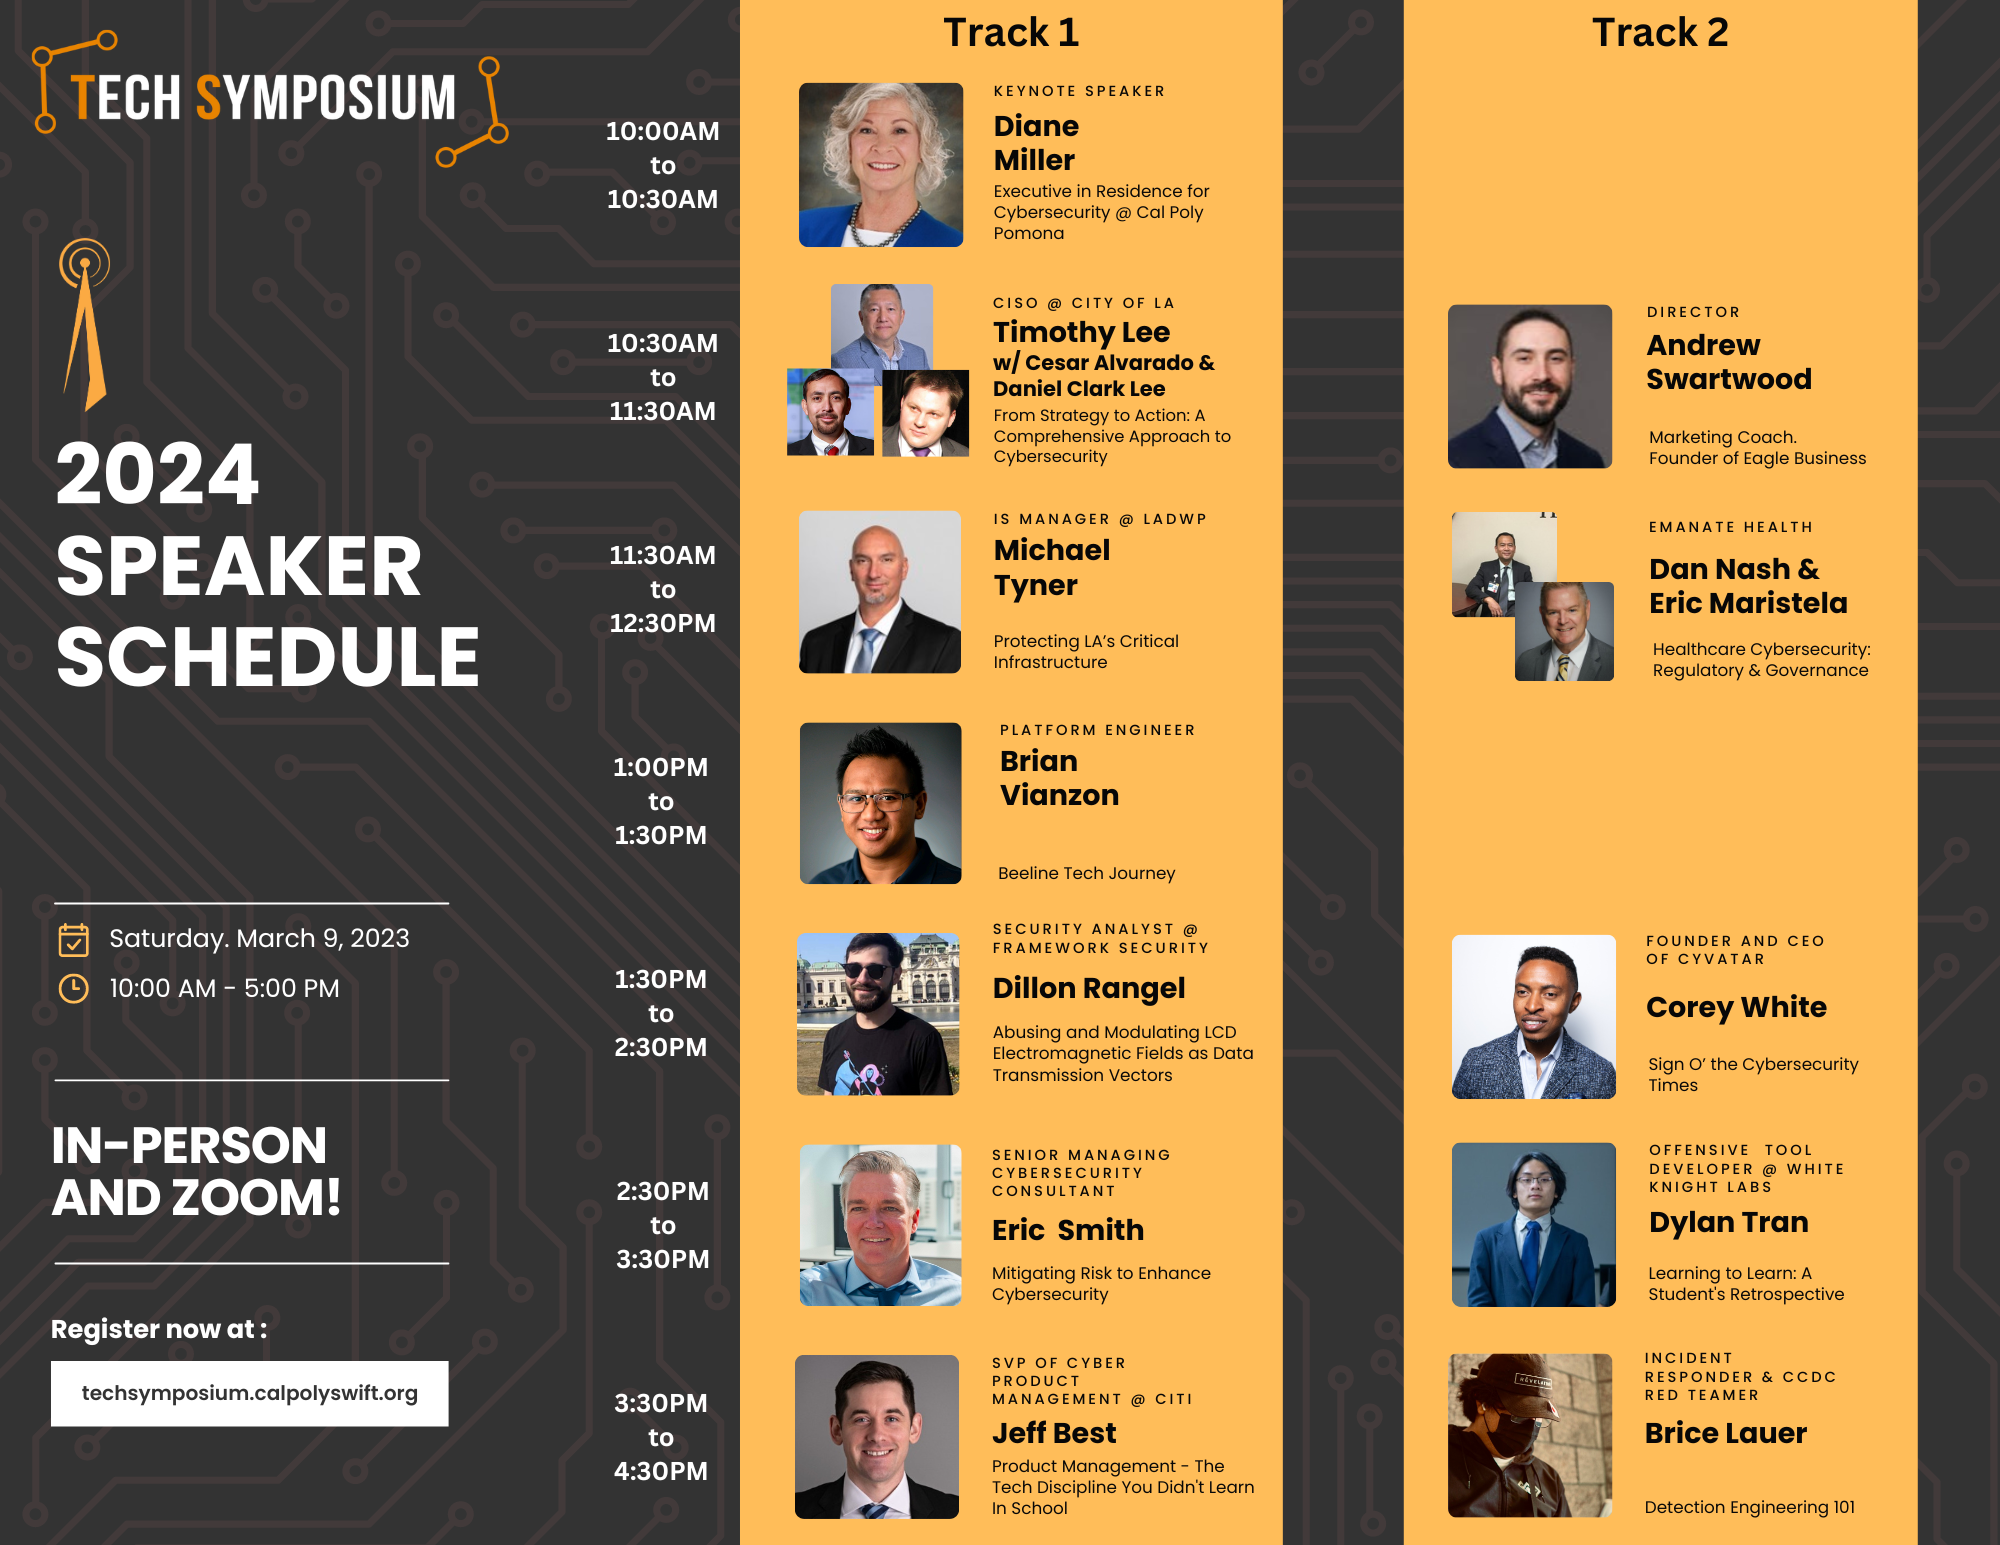 TECH SYMPOSIUM
2024
SPEAKER
SCHEDULE
Saturday. March 9, 2023
10:00 AM - 5:00 PM
IN-PERSON
AND ZOOM!
Register now at :
techsymposium.calpolyswift.org
10:00AM
to
10:30AM
10:30AM
to
11:30AM
11:30AM
to
12:30PM
1:00PM
to
1:30PM
1:30PM
to
2:30PM
2:30PM
to
3:30PM
3:30PM
to
4:30PM
Track 1
KEYNOTE SPEAKER
Diane
Miller
Executive in Residence for
Cybersecurity @ Cal Poly
Pomona
CISO @ CITY OF LA
Timothy Lee
w/ Cesar Alvarado &
Daniel Clark Lee
From Strategy to Action: A
Comprehensive Approach to
Cybersecurity
IS MANAGER @ LADWP
Michael
Tyner
Protecting LA's Critical
Infrastructure
PLATFORM ENGINEER
Brian
Vianzon
Beeline Tech Journey
SECURITY ANALYST @
FRAMEWORK SECURITY
Dillon Rangel
Abusing and Modulating LCD
Electromagnetic Fields as Data
Transmission Vectors
SENIOR MANAGING
CYBERSECURITY
CONSULTANT
Eric Smith
Mitigating Risk to Enhance
Cybersecurity
SVP OF CYBER
PRODUCT
MANAGEMENT @ CITI
Jeff Best
Product Management - The
Tech Discipline You Didn't Learn
In School
Track 2
DIRECTOR
Andrew
Swartwood
Marketing Coach.
Founder of Eagle Business
EMANATE HEALTH
Dan Nash &
Eric Maristela
Healthcare Cybersecurity:
Regulatory & Governance
FOUNDER AND CEO
OF CYVATAR
Corey White
Sign O' the Cybersecurity
Times
OFFENSIVE TOOL
DEVELOPER @ WHITE
KNIGHT LABS
Dylan Tran
Learning to Learn: A
Student's Retrospective
INCIDENT
RESPONDER & CCDC
RED TEAMER
Brice Lauer
Detection Engineering 101